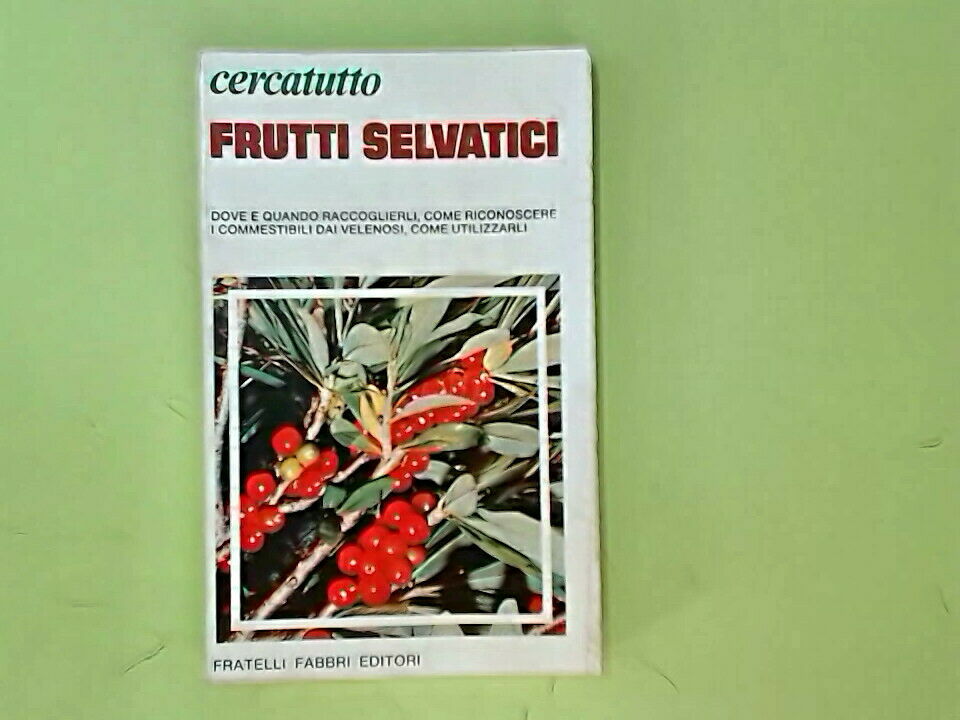 cercatutto
FRUTTI SELVATICI
DOVE E QUANDO RACCOGLIERLI, COME RICONOSCERE
I COMMESTIBILI DAI VELENOSI, COME UTILIZZARLI
FRATELLI FABBRI EDITORI